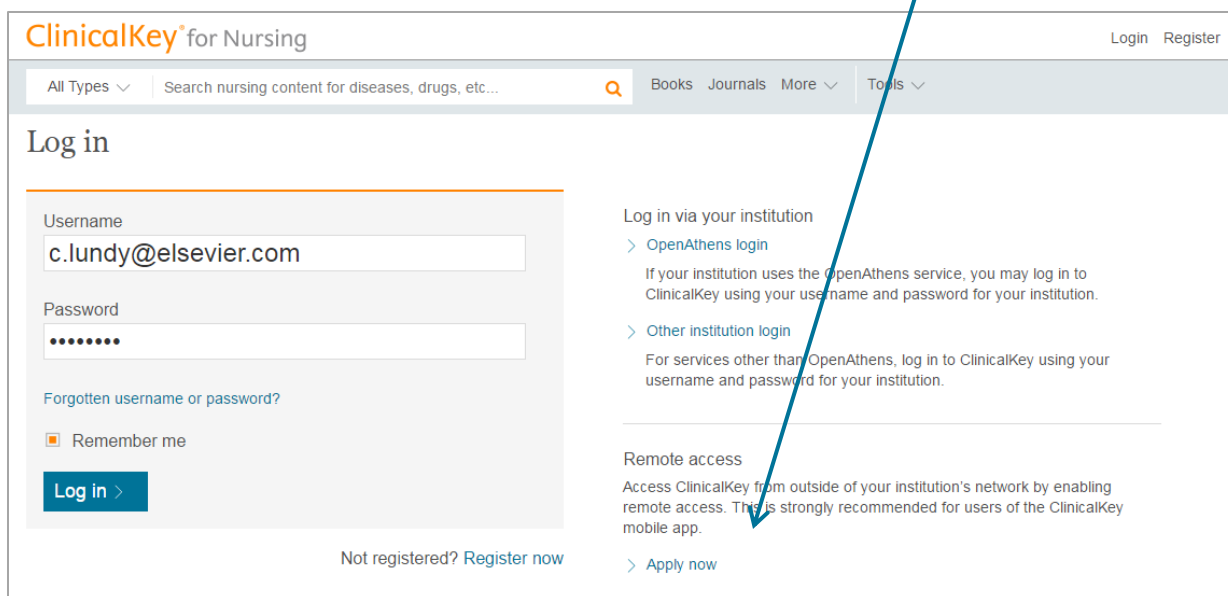 ClinicalKey® for Nursing
Login Register
All Types Search nursing content for diseases, drugs, etc... Books Journals More Tools
Log in
Username
c.lundy@elsevier.com
Password
••••••••
Forgotten username or password?
Remember me
Log in
Not registered? Register now
Log in via your institution
OpenAthens login
If your institution uses the OpenAthens service, you may log in to
ClinicalKey using your username and password for your institution.
Other institution login
For services other than OpenAthens, log in to ClinicalKey using your
username and password for your institution.
Remote access
Access ClinicalKey from outside of your institution's network by enabling
remote access. This is strongly recommended for users of the ClinicalKey
mobile app.
Apply now